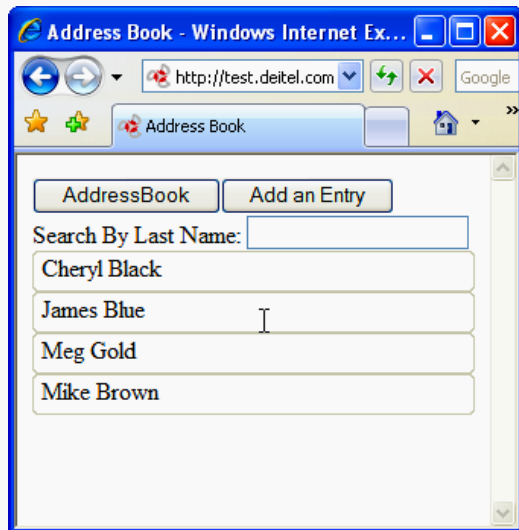 Address Book - Windows Internet Ex...
http://test.deitel.com
Google
Address Book
»
AddressBook
Add an Entry
Search By Last Name:
Cheryl Black
James Blue
Meg Gold
Mike Brown